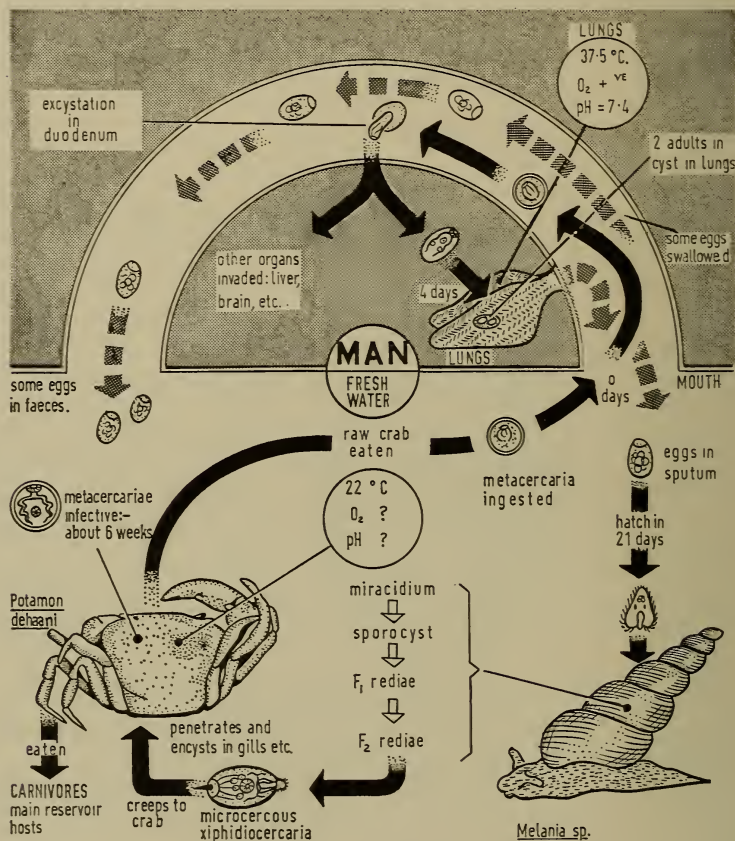 LUNGS
37·5 °C.
O₂ + ve
pH = 7·4
excystation
in
duodenum
2 adults in
cyst in lungs
some eggs
swallowed
other organs
invaded: liver,
brain, etc..
4 days
LUNGS
MAN
FRESH
WATER
some eggs
in faeces.
0
days
MOUTH
raw crab
eaten
metacercaria
ingested
eggs in
sputum
metacercariae
infective:–
about 6 weeks
22 °C
O₂ ?
pH ?
hatch in
21 days
Potamon
dehaani
miracidium
sporocyst
F₁ rediae
F₂ rediae
penetrates and
encysts in gills etc.
eaten
CARNIVORES
main reservoir
hosts
creeps to
crab
microcercous
xiphidiocercaria
Melania sp.